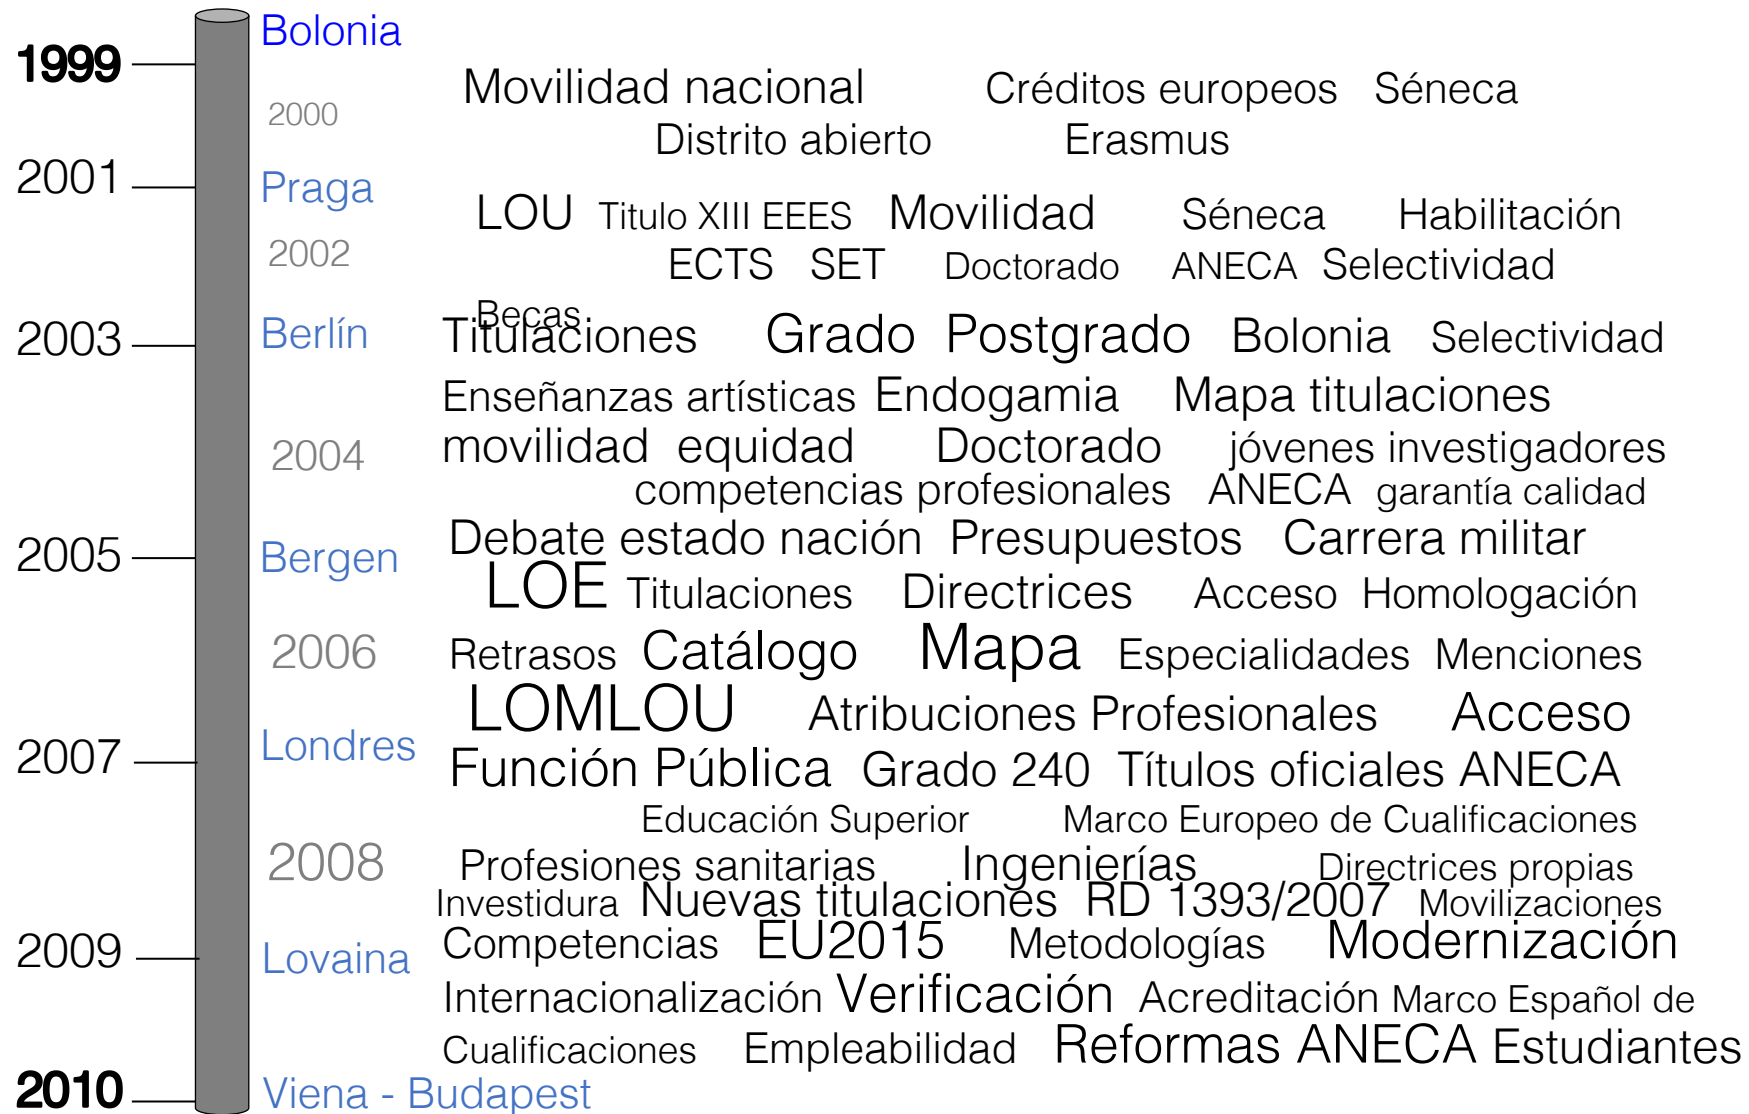 Bolonia
1999
Movilidad nacional Créditos europeos Séneca
2000
Distrito abierto Erasmus
2001
Praga
LOU Titulo XIII EEES Movilidad Séneca Habilitación
2002
ECTS SET Doctorado ANECA Selectividad
Becas
2003
Berlín
Titulaciones Grado Postgrado Bolonia Selectividad
Enseñanzas artísticas Endogamia Mapa titulaciones
2004
movilidad equidad Doctorado jóvenes investigadores
competencias profesionales ANECA garantía calidad
Debate estado nación Presupuestos Carrera militar
2005
Bergen
LOE Titulaciones Directrices Acceso Homologación
2006
Retrasos Catálogo Mapa Especialidades Menciones
LOMLOU Atribuciones Profesionales Acceso
2007
Londres
Función Pública Grado 240 Títulos oficiales ANECA
Educación Superior Marco Europeo de Cualificaciones
2008
Profesiones sanitarias Ingenierías Directrices propias
Investidura Nuevas titulaciones RD 1393/2007 Movilizaciones
2009
Lovaina
Competencias EU2015 Metodologías Modernización
Internacionalización Verificación Acreditación Marco Español de
Cualificaciones Empleabilidad Reformas ANECA Estudiantes
2010
Viena - Budapest